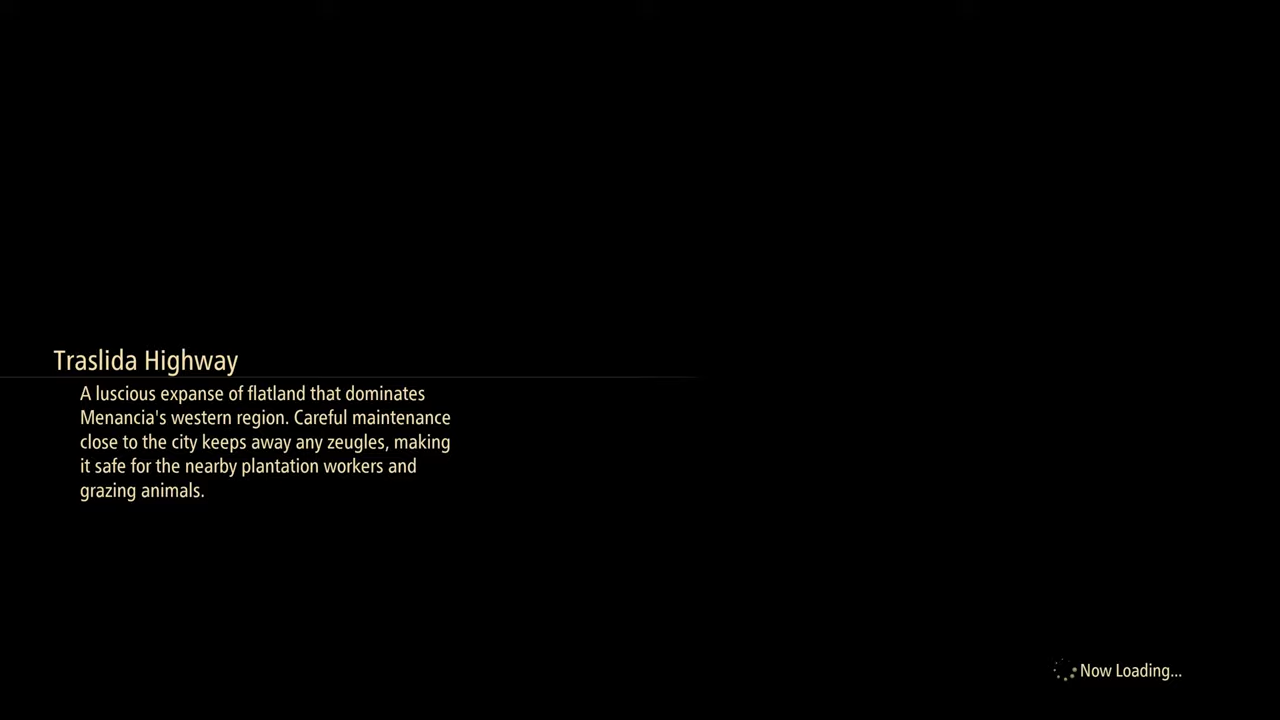 Traslida Highway
A luscious expanse of flatland that dominates
Menancia's western region. Careful maintenance
close to the city keeps away any zeugles, making
it safe for the nearby plantation workers and
grazing animals.
Now Loading...